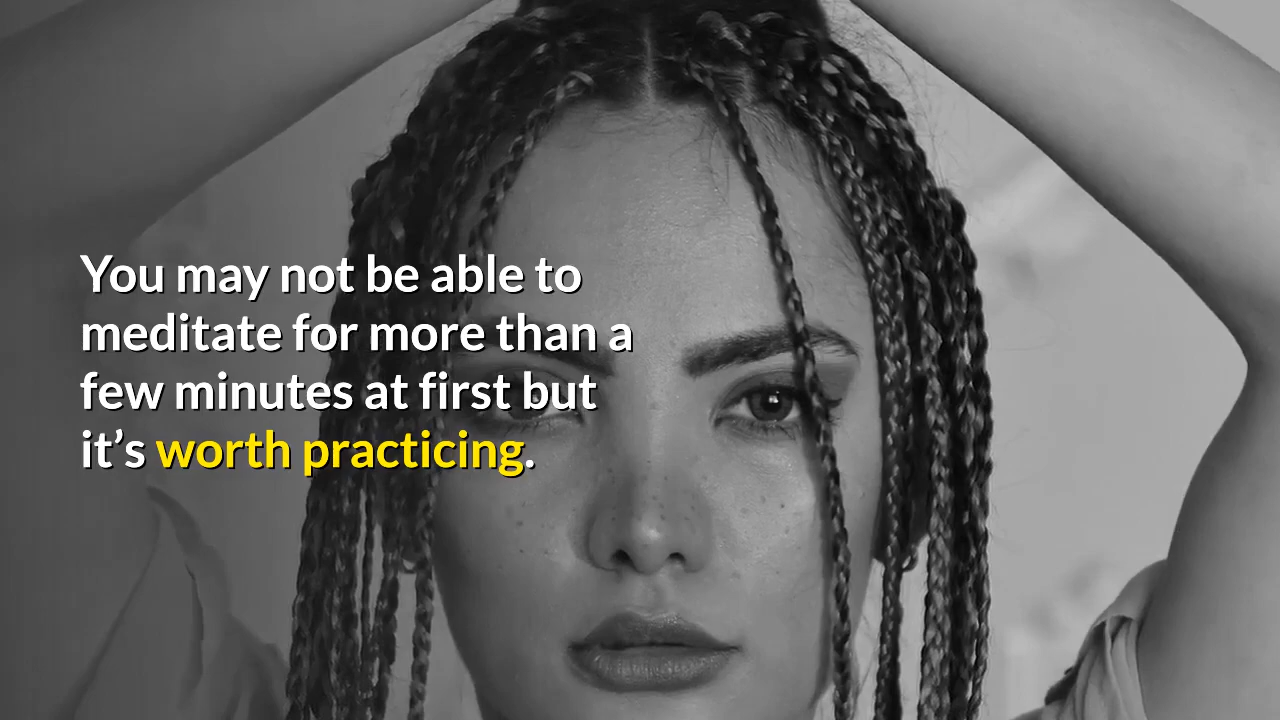 You may not be able to
meditate for more than a
few minutes at first but
it’s worth practicing.